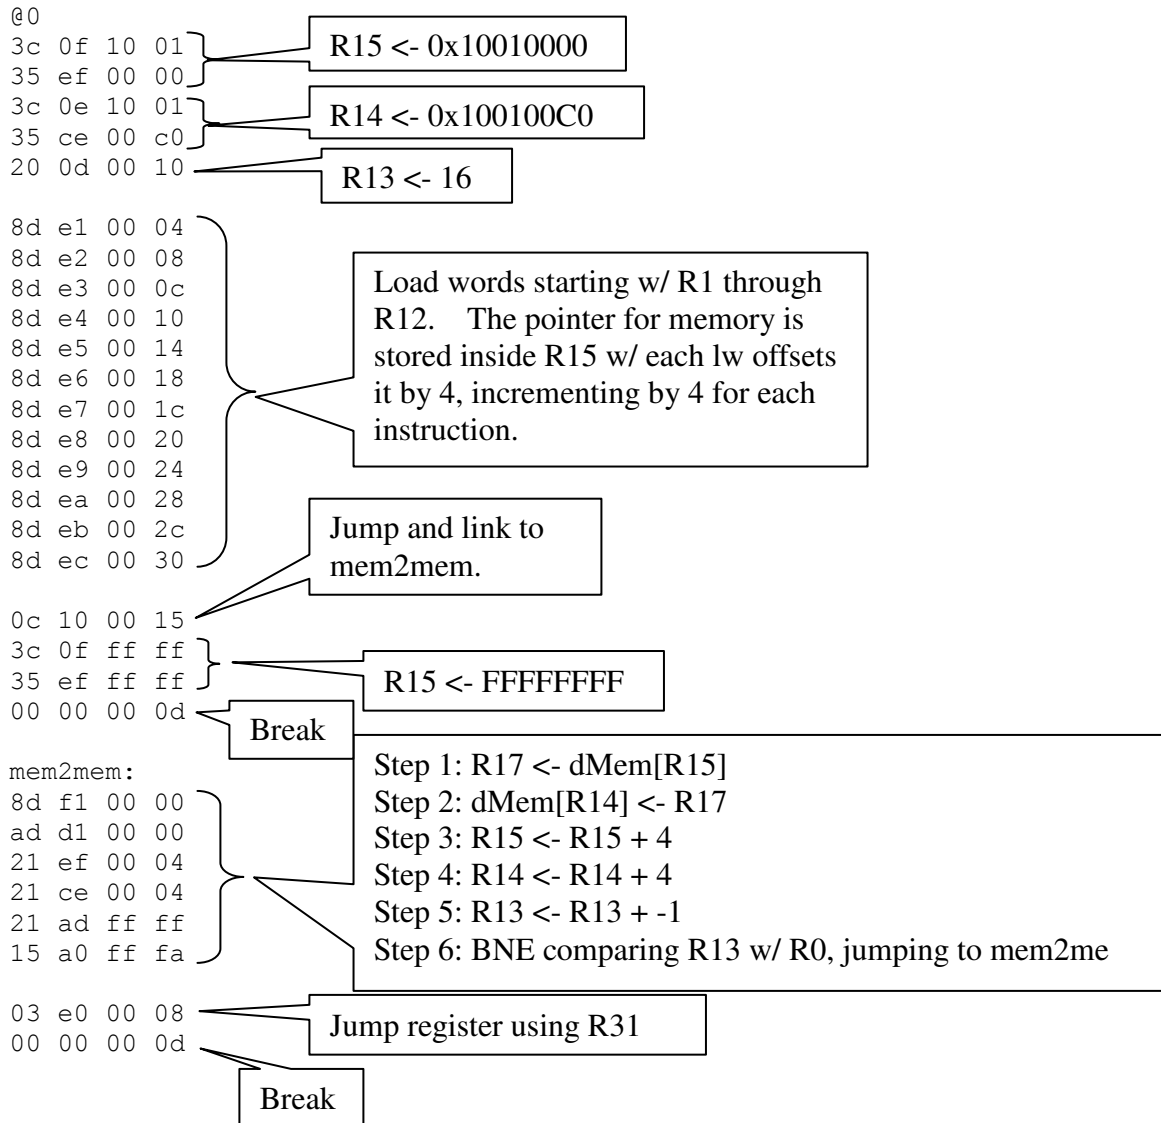 @0
3c 0f 10 01
35 ef 00 00
R15 <- 0x10010000
3c 0e 10 01
35 ce 00 c0
R14 <- 0x100100C0
20 0d 00 10
R13 <- 16
8d e1 00 04
8d e2 00 08
8d e3 00 0c
8d e4 00 10
8d e5 00 14
8d e6 00 18
8d e7 00 1c
8d e8 00 20
8d e9 00 24
8d ea 00 28
8d eb 00 2c
8d ec 00 30
Load words starting w/ R1 through
R12. The pointer for memory is
stored inside R15 w/ each lw offsets
it by 4, incrementing by 4 for each
instruction.
0c 10 00 15
Jump and link to
mem2mem.
3c 0f ff ff
35 ef ff ff
R15 <- FFFFFFFF
00 00 00 0d
Break
mem2mem:
8d f1 00 00
ad d1 00 00
21 ef 00 04
21 ce 00 04
21 ad ff ff
15 a0 ff fa
Step 1: R17 <- dMem[R15]
Step 2: dMem[R14] <- R17
Step 3: R15 <- R15 + 4
Step 4: R14 <- R14 + 4
Step 5: R13 <- R13 + -1
Step 6: BNE comparing R13 w/ R0, jumping to mem2me
03 e0 00 08
Jump register using R31
00 00 00 0d
Break